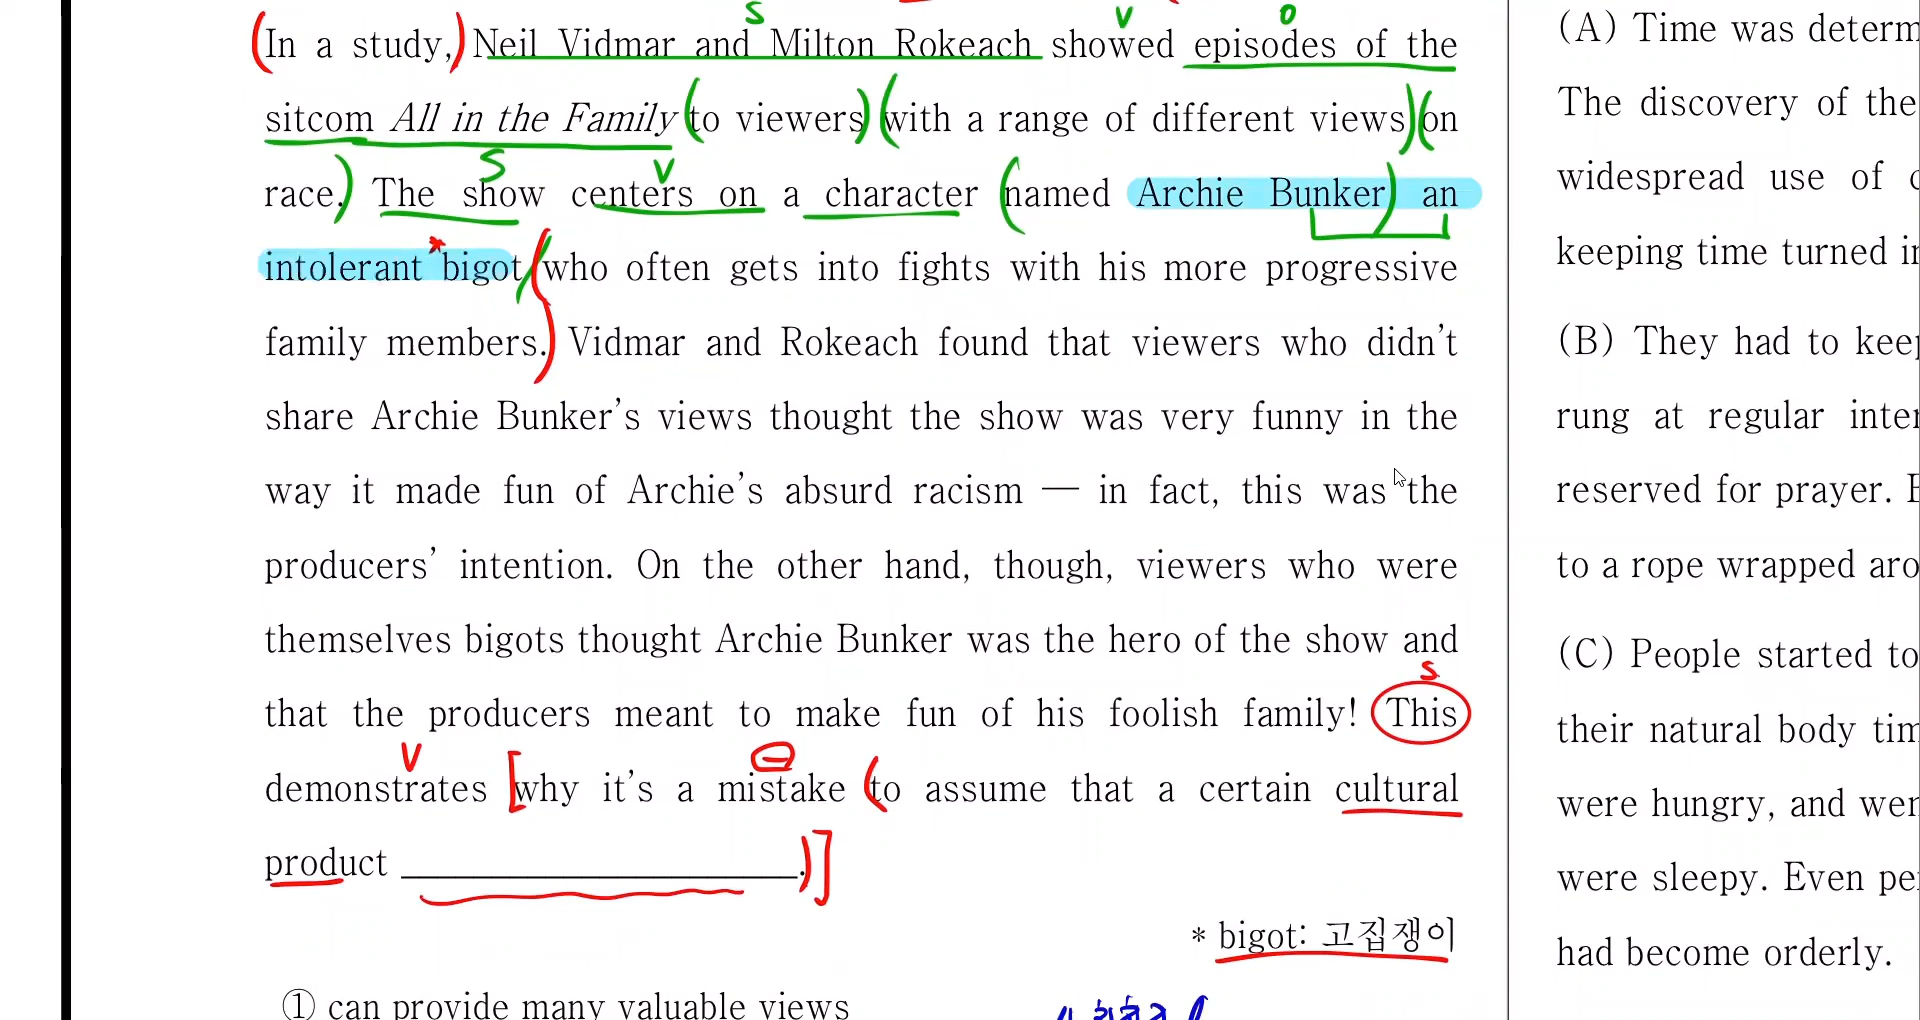 S V O
(In a study,) Neil Vidmar and Milton Rokeach showed episodes of the
sitcom All in the Family (to viewers) (with a range of different views) (on
S V
race.) The show centers on a character (named Archie Bunker) an
intolerant *bigot / (who often gets into fights with his more progressive
family members.) Vidmar and Rokeach found that viewers who didn't
share Archie Bunker's views thought the show was very funny in the
way it made fun of Archie's absurd racism — in fact, this was the
producers' intention. On the other hand, though, viewers who were
themselves bigots thought Archie Bunker was the hero of the show and
S
that the producers meant to make fun of his foolish family! This
V ⊖
demonstrates [why it's a mistake (to assume that a certain cultural
product ____________________.)]
* bigot: 고집쟁이
① can provide many valuable views
(A) Time was determ
The discovery of the
widespread use of
keeping time turned
(B) They had to keep
rung at regular inter
reserved for prayer.
to a rope wrapped aro
(C) People started to
their natural body tim
were hungry, and wer
were sleepy. Even pe
had become orderly.